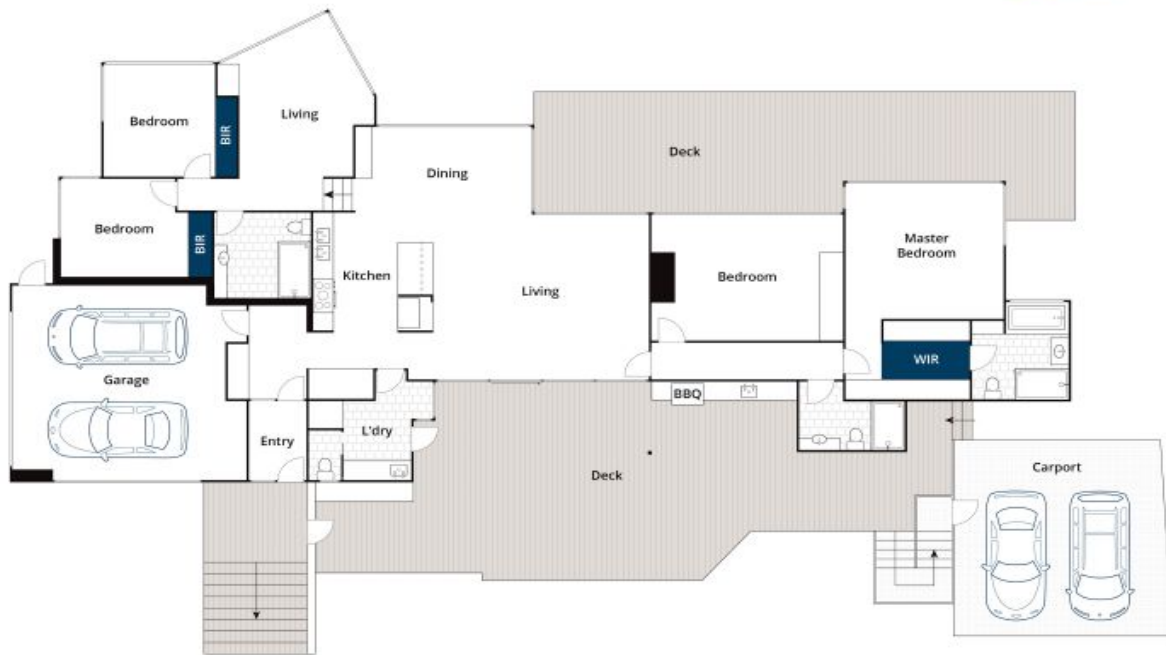 Bedroom
BIR
Living
Deck
Dining
Bedroom
BIR
Master
Bedroom
Kitchen
Bedroom
Living
WIR
Garage
BBQ
L'dry
Entry
Carport
Deck